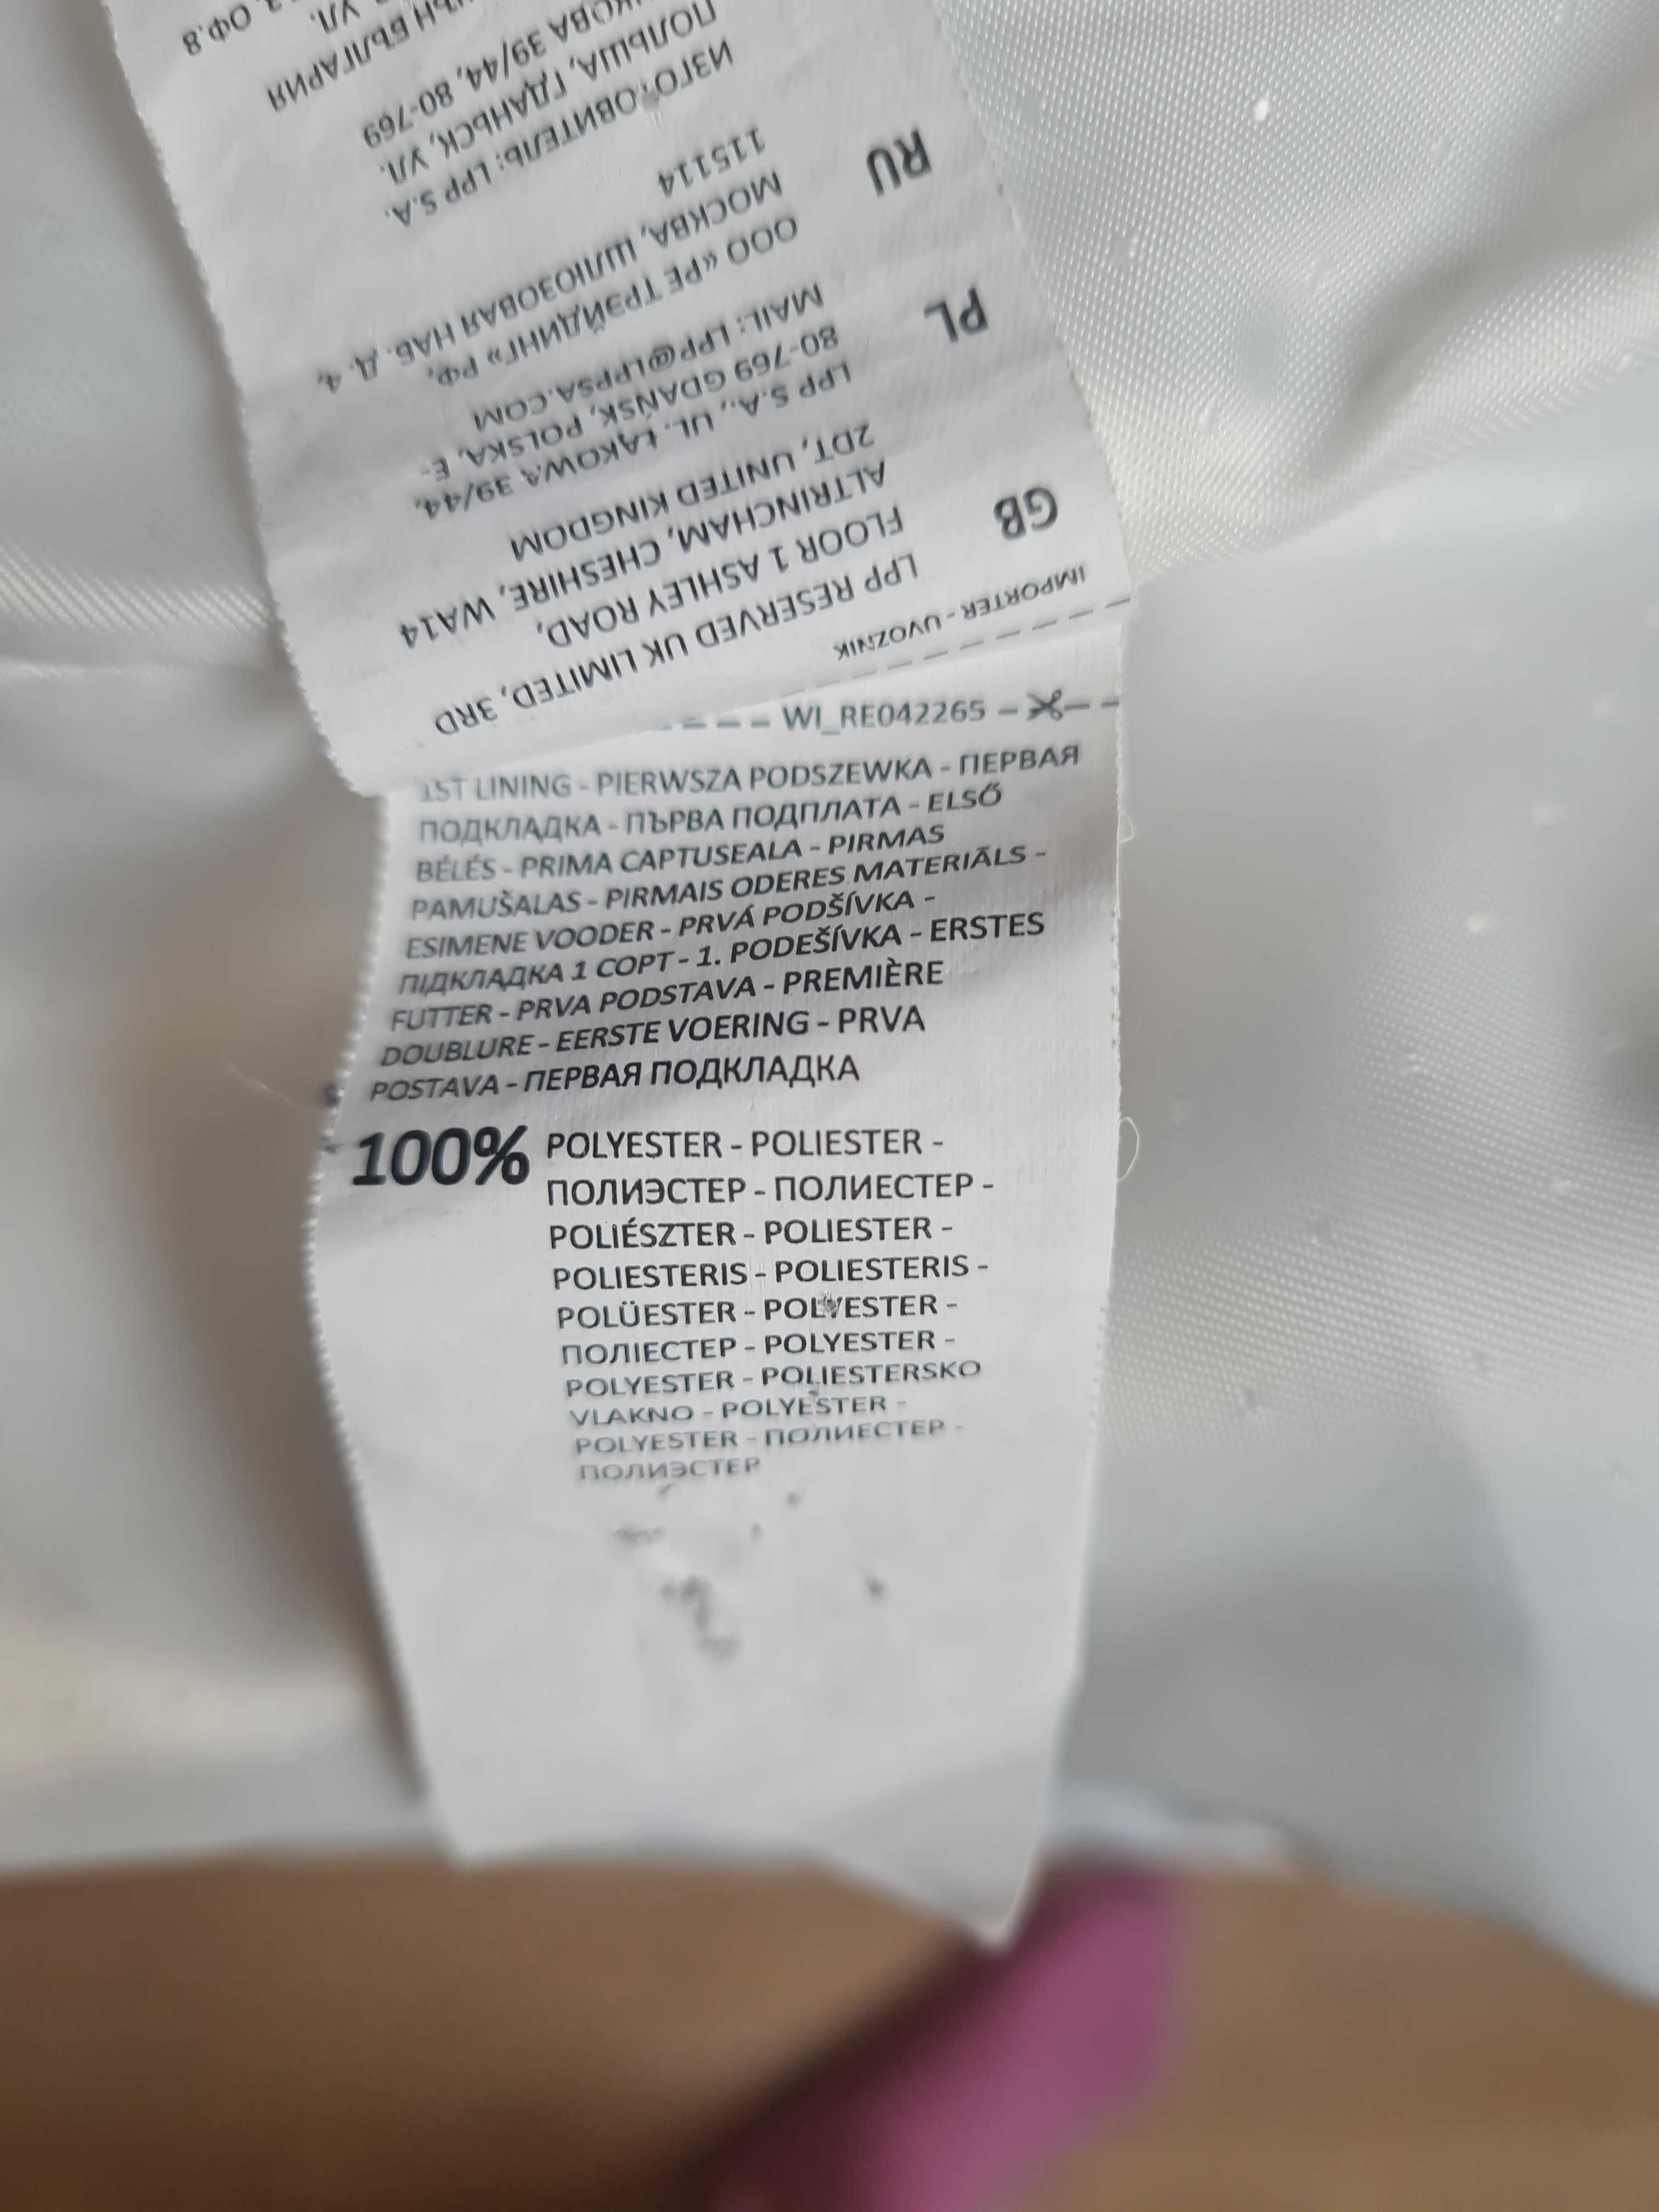 IMPORTER - UVOZNIK
GB
LPP RESERVED UK LIMITED, 3RD
FLOOR 1 ASHLEY ROAD,
ALTRINCHAM, CHESHIRE, WA14
2DT, UNITED KINGDOM
PL
LPP S.A., UL. ŁĄKOWA 39/44,
80-769 GDAŃSK, POLSKA, E-
MAIL: LPP@LPPSA.COM
RU
ООО «РЕ ТРЭЙДИНГ» РФ,
МОСКВА, ШЛЮЗОВАЯ НАБ. Д. 4,
115114
ИЗГОТОВИТЕЛЬ: LPP S.A.
ПОЛЬША, ГДАНЬСК, УЛ.
39/44, 80-769
БЪЛГАРИЯ
УЛ.
ОФ.8
WI_RE042265
1ST LINING - PIERWSZA PODSZEWKA - ПЕРВАЯ
ПОДКЛАДКА - ПЪРВА ПОДПЛАТА - ELSŐ
BÉLÉS - PRIMA CAPTUSEALA - PIRMAS
PAMUŠALAS - PIRMAIS ODERES MATERIĀLS -
ESIMENE VOODER - PRVÁ PODŠÍVKA -
ПІДКЛАДКА 1 СОРТ - 1. PODEŠÍVKA - ERSTES
FUTTER - PRVA PODSTAVA - PREMIÈRE
DOUBLURE - EERSTE VOERING - PRVA
POSTAVA - ПЕРВАЯ ПОДКЛАДКА
100% POLYESTER - POLIESTER -
ПОЛИЭСТЕР - ПОЛИЕСТЕР -
POLIÉSZTER - POLIESTER -
POLIESTERIS - POLIESTERIS -
POLÜESTER - POLYESTER -
ПОЛІЕСТЕР - POLYESTER -
POLYESTER - POLIESTERSKO
VLAKNO - POLYESTER -
POLYESTER - ПОЛИЕСТЕР -
ПОЛИЭСТЕР